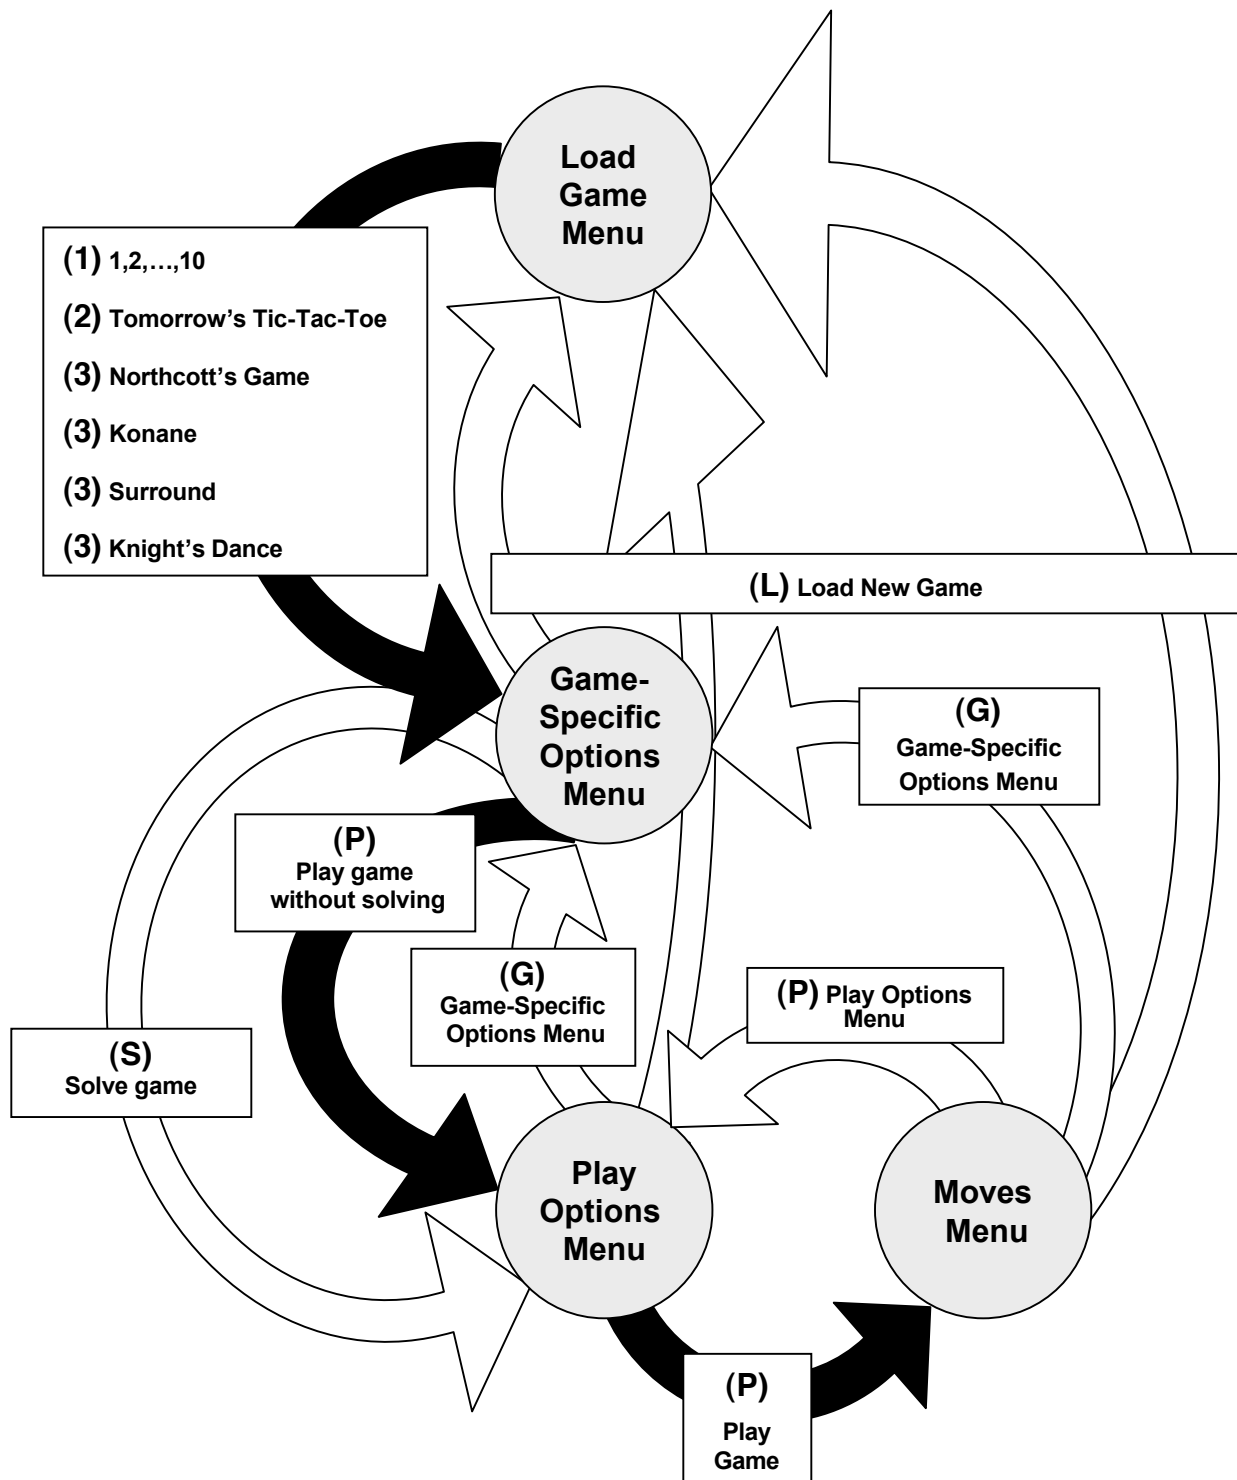 Load
Game
Menu
(1) 1,2,…,10
(2) Tomorrow's Tic-Tac-Toe
(3) Northcott's Game
(3) Konane
(3) Surround
(3) Knight's Dance
(L) Load New Game
Game-
Specific
Options
Menu
(G)
Game-Specific
Options Menu
(P)
Play game
without solving
(G)
Game-Specific
Options Menu
(P) Play Options
Menu
(S)
Solve game
Play
Options
Menu
Moves
Menu
(P)
Play
Game